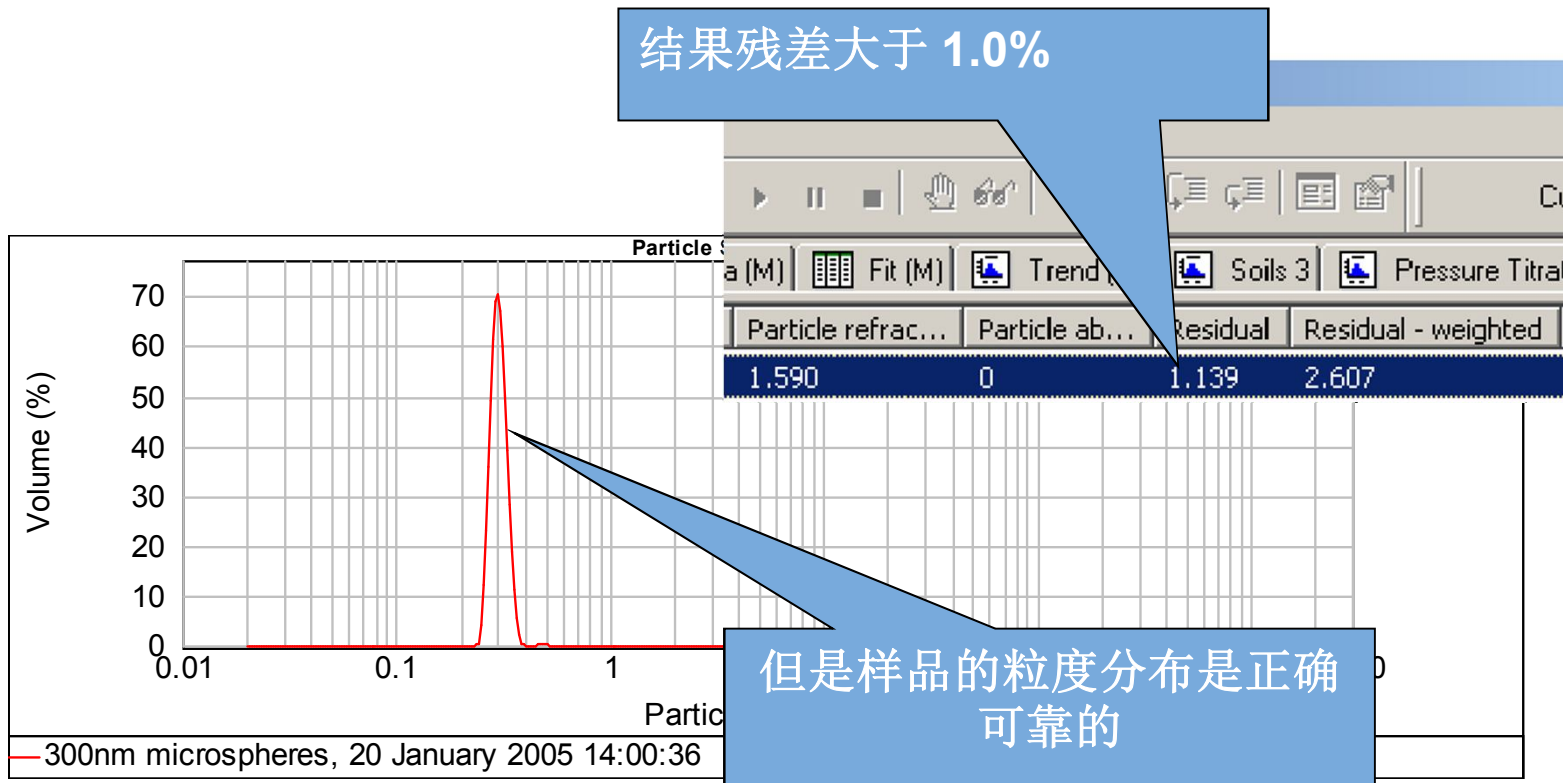 结果残差大于 1.0%
Cu
a (M) Fit (M) Trend Soils 3 Pressure Titra
Particle refrac... Particle ab... Residual Residual - weighted
1.590 0 1.139 2.607
Particle
70
60
50
40
30
20
10
0
Volume (%)
0.01 0.1 1 0
Partic
但是样品的粒度分布是正确
可靠的
300nm microspheres, 20 January 2005 14:00:36